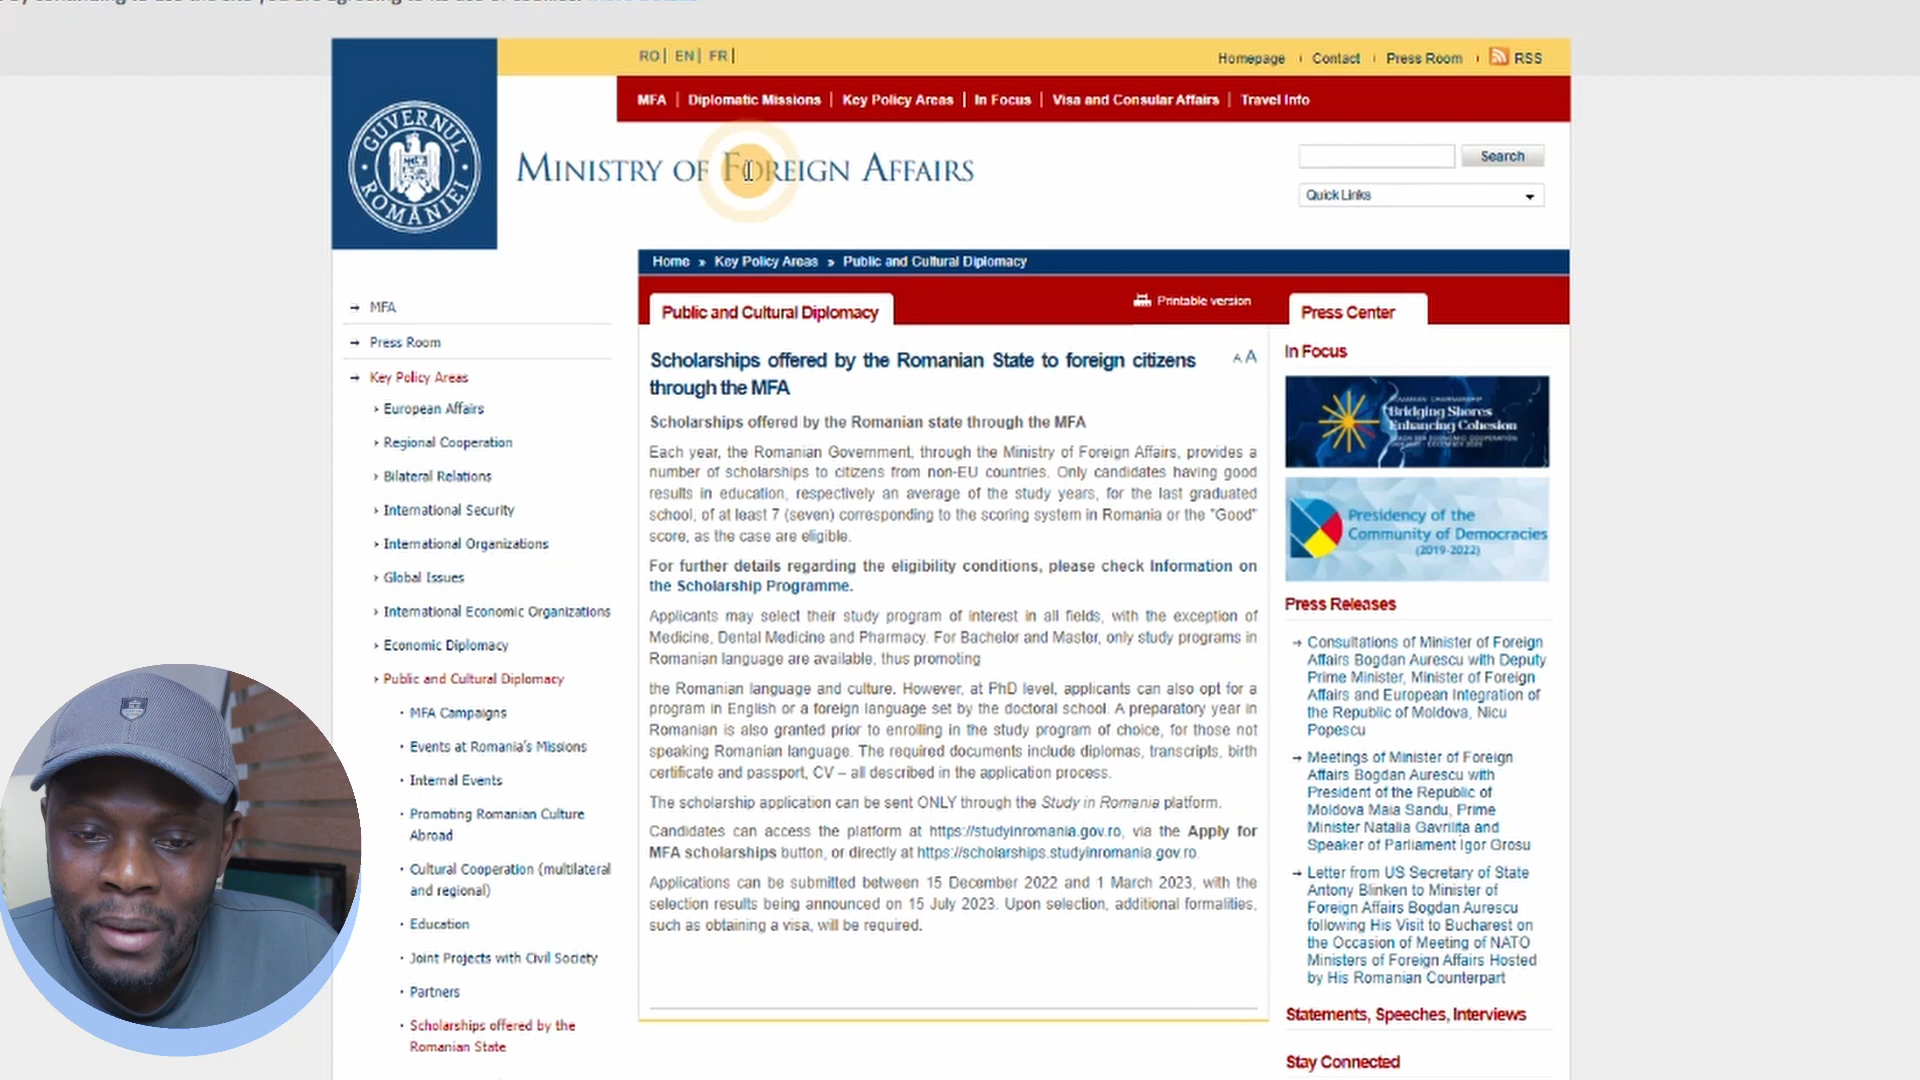 RO | EN | FR |
Homepage
Contact
Press Room
RSS
MFA | Diplomatic Missions | Key Policy Areas | In Focus | Visa and Consular Affairs | Travel Info
GUVERNUL ROMÂNIEI
MINISTRY OF FOREIGN AFFAIRS
Search
Quick Links
Home » Key Policy Areas » Public and Cultural Diplomacy
MFA
Press Room
Key Policy Areas
European Affairs
Regional Cooperation
Bilateral Relations
International Security
International Organizations
Global Issues
International Economic Organizations
Economic Diplomacy
Public and Cultural Diplomacy
MFA Campaigns
Events at Romania's Missions
Internal Events
Promoting Romanian Culture
Abroad
Cultural Cooperation (multilateral
and regional)
Education
Joint Projects with Civil Society
Partners
Scholarships offered by the
Romanian State
Public and Cultural Diplomacy
Printable version
Scholarships offered by the Romanian State to foreign citizens
through the MFA
A A
Scholarships offered by the Romanian state through the MFA
Each year, the Romanian Government, through the Ministry of Foreign Affairs, provides a
number of scholarships to citizens from non-EU countries. Only candidates having good
results in education, respectively an average of the study years, for the last graduated
school, of at least 7 (seven) corresponding to the scoring system in Romania or the "Good"
score, as the case are eligible.
For further details regarding the eligibility conditions, please check Information on
the Scholarship Programme.
Applicants may select their study program of interest in all fields, with the exception of
Medicine, Dental Medicine and Pharmacy. For Bachelor and Master, only study programs in
Romanian language are available, thus promoting
the Romanian language and culture. However, at PhD level, applicants can also opt for a
program in English or a foreign language set by the doctoral school. A preparatory year in
Romanian is also granted prior to enrolling in the study program of choice, for those not
speaking Romanian language. The required documents include diplomas, transcripts, birth
certificate and passport, CV – all described in the application process.
The scholarship application can be sent ONLY through the Study in Romania platform.
Candidates can access the platform at https://studyinromania.gov.ro, via the Apply for
MFA scholarships button, or directly at https://scholarships.studyinromania.gov.ro.
Applications can be submitted between 15 December 2022 and 1 March 2023, with the
selection results being announced on 15 July 2023. Upon selection, additional formalities,
such as obtaining a visa, will be required.
Press Center
In Focus
Bridging Shores
Enhancing Cohesion
Presidency of the
Community of Democracies
(2019-2022)
Press Releases
Consultations of Minister of Foreign
Affairs Bogdan Aurescu with Deputy
Prime Minister, Minister of Foreign
Affairs and European Integration of
the Republic of Moldova, Nicu
Popescu
Meetings of Minister of Foreign
Affairs Bogdan Aurescu with
President of the Republic of
Moldova Maia Sandu, Prime
Minister Natalia Gavrilița and
Speaker of Parliament Igor Grosu
Letter from US Secretary of State
Antony Blinken to Minister of
Foreign Affairs Bogdan Aurescu
following His Visit to Bucharest on
the Occasion of Meeting of NATO
Ministers of Foreign Affairs Hosted
by His Romanian Counterpart
Statements, Speeches, Interviews
Stay Connected